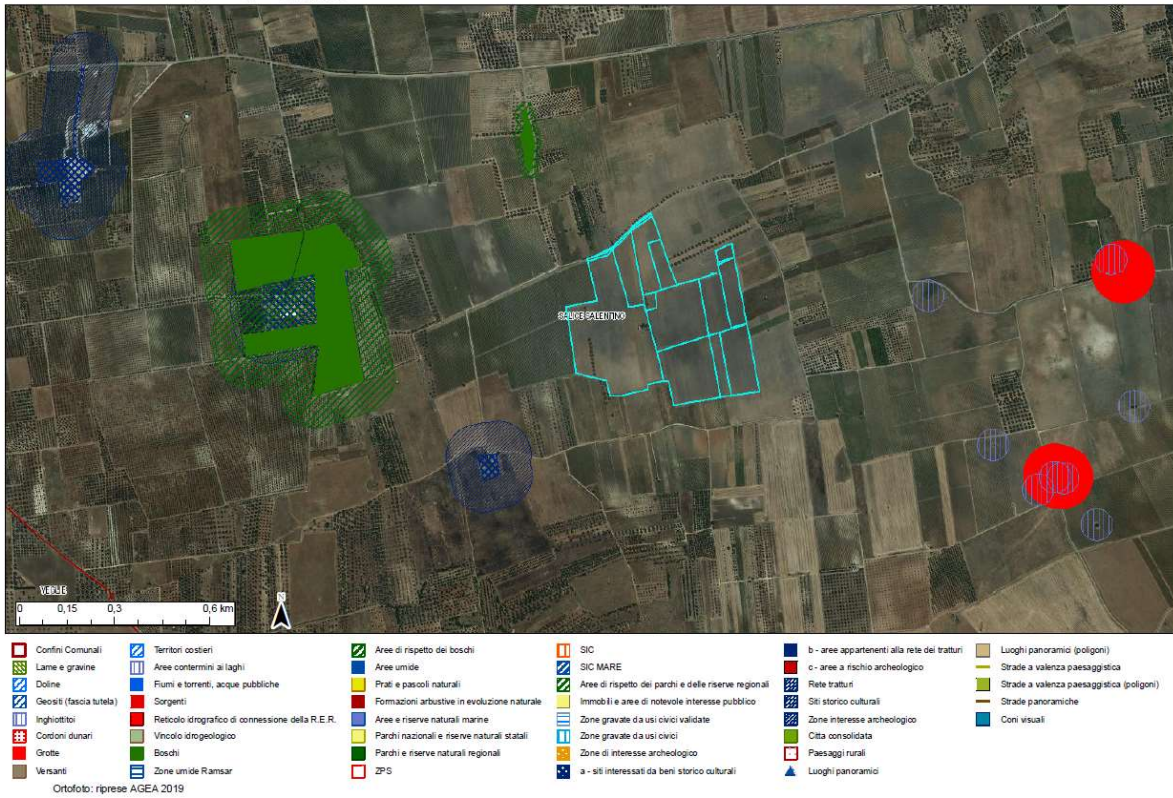 SALICE SALENTINO
VEGLIE
0 0,15 0,3 0,6 km
N
Confini Comunali
Lame e gravine
Doline
Geositi (fascia tutela)
Inghiottitoi
Cordoni dunari
Grotte
Versanti
Territori costieri
Aree contermini ai laghi
Fiumi e torrenti, acque pubbliche
Sorgenti
Reticolo idrografico di connessione della R.E.R.
Vincolo idrogeologico
Boschi
Zone umide Ramsar
Aree di rispetto dei boschi
Aree umide
Prati e pascoli naturali
Formazioni arbustive in evoluzione naturale
Aree e riserve naturali marine
Parchi nazionali e riserve naturali statali
Parchi e riserve naturali regionali
ZPS
SIC
SIC MARE
Aree di rispetto dei parchi e delle riserve regionali
Immobili e aree di notevole interesse pubblico
Zone gravate da usi civici validate
Zone gravate da usi civici
Zone di interesse archeologico
a - siti interessati da beni storico culturali
b - aree appartenenti alla rete dei tratturi
c - aree a rischio archeologico
Rete tratturi
Siti storico culturali
Zone interesse archeologico
Citta consolidata
Paesaggi rurali
Luoghi panoramici
Luoghi panoramici (poligoni)
Strade a valenza paesaggistica
Strade a valenza paesaggistica (poligoni)
Strade panoramiche
Coni visuali
Ortofoto: riprese AGEA 2019